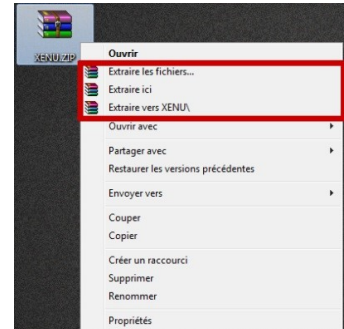 XENU.ZIP
Ouvrir
Extraire les fichiers...
Extraire ici
Extraire vers XENU\
Ouvrir avec
Partager avec
Restaurer les versions précédentes
Envoyer vers
Couper
Copier
Créer un raccourci
Supprimer
Renommer
Propriétés